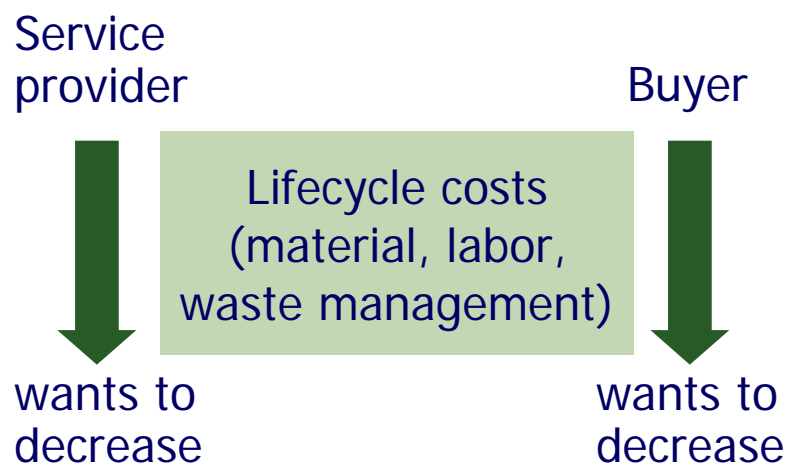 Service
provider
Buyer
Lifecycle costs
(material, labor,
waste management)
wants to
decrease
wants to
decrease